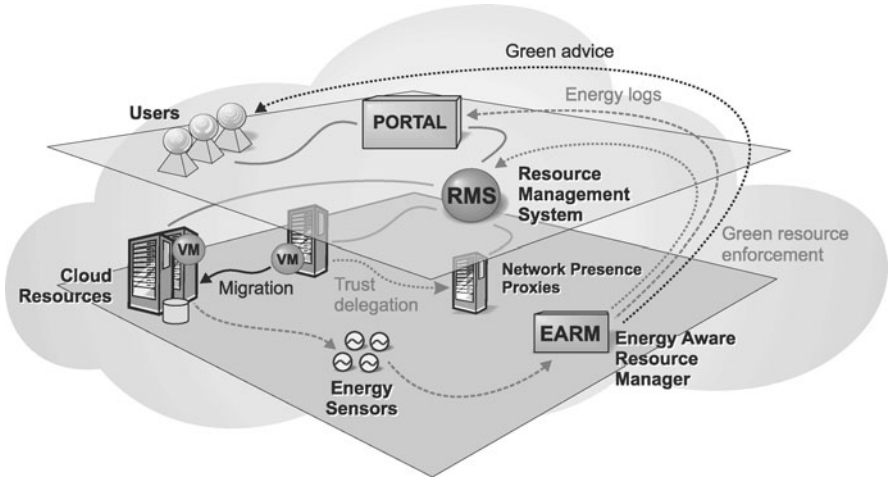 Green advice
Energy logs
Users
PORTAL
RMS
Resource
Management
System
Green resource
enforcement
VM
VM
Cloud
Resources
Migration
Trust
delegation
Network Presence
Proxies
EARM
Energy Aware
Resource
Manager
Energy
Sensors